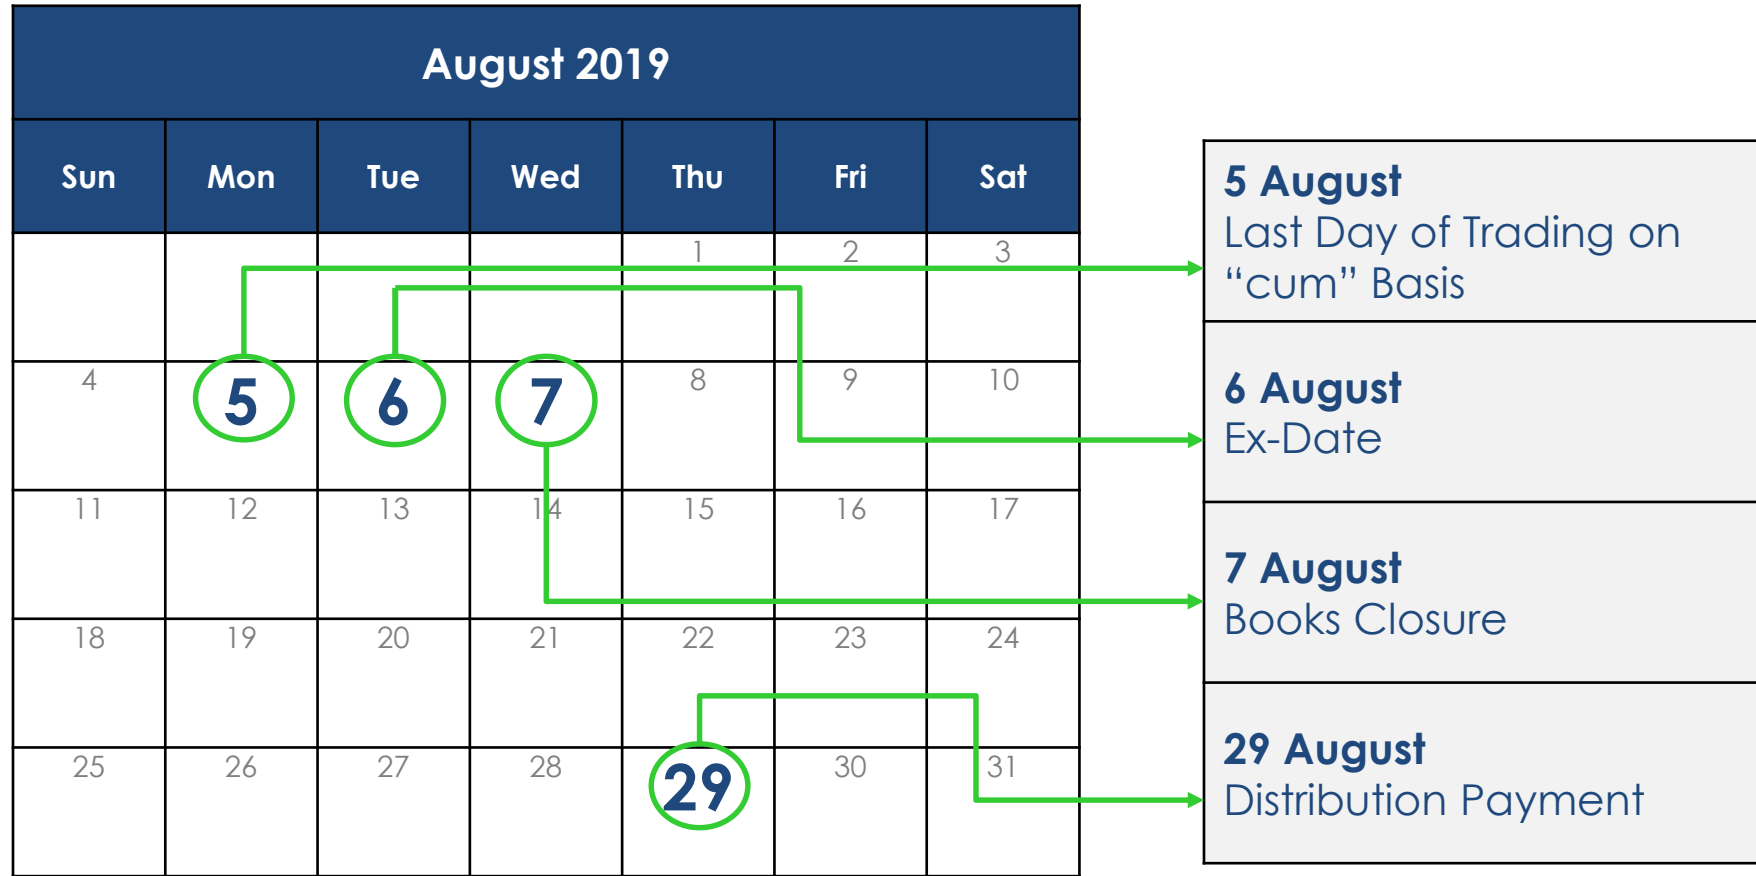 August 2019
Sun Mon Tue Wed Thu Fri Sat
1 2 3
4 5 6 7 8 9 10
11 12 13 14 15 16 17
18 19 20 21 22 23 24
25 26 27 28 29 30 31
5 August
Last Day of Trading on
“cum” Basis
6 August
Ex-Date
7 August
Books Closure
29 August
Distribution Payment